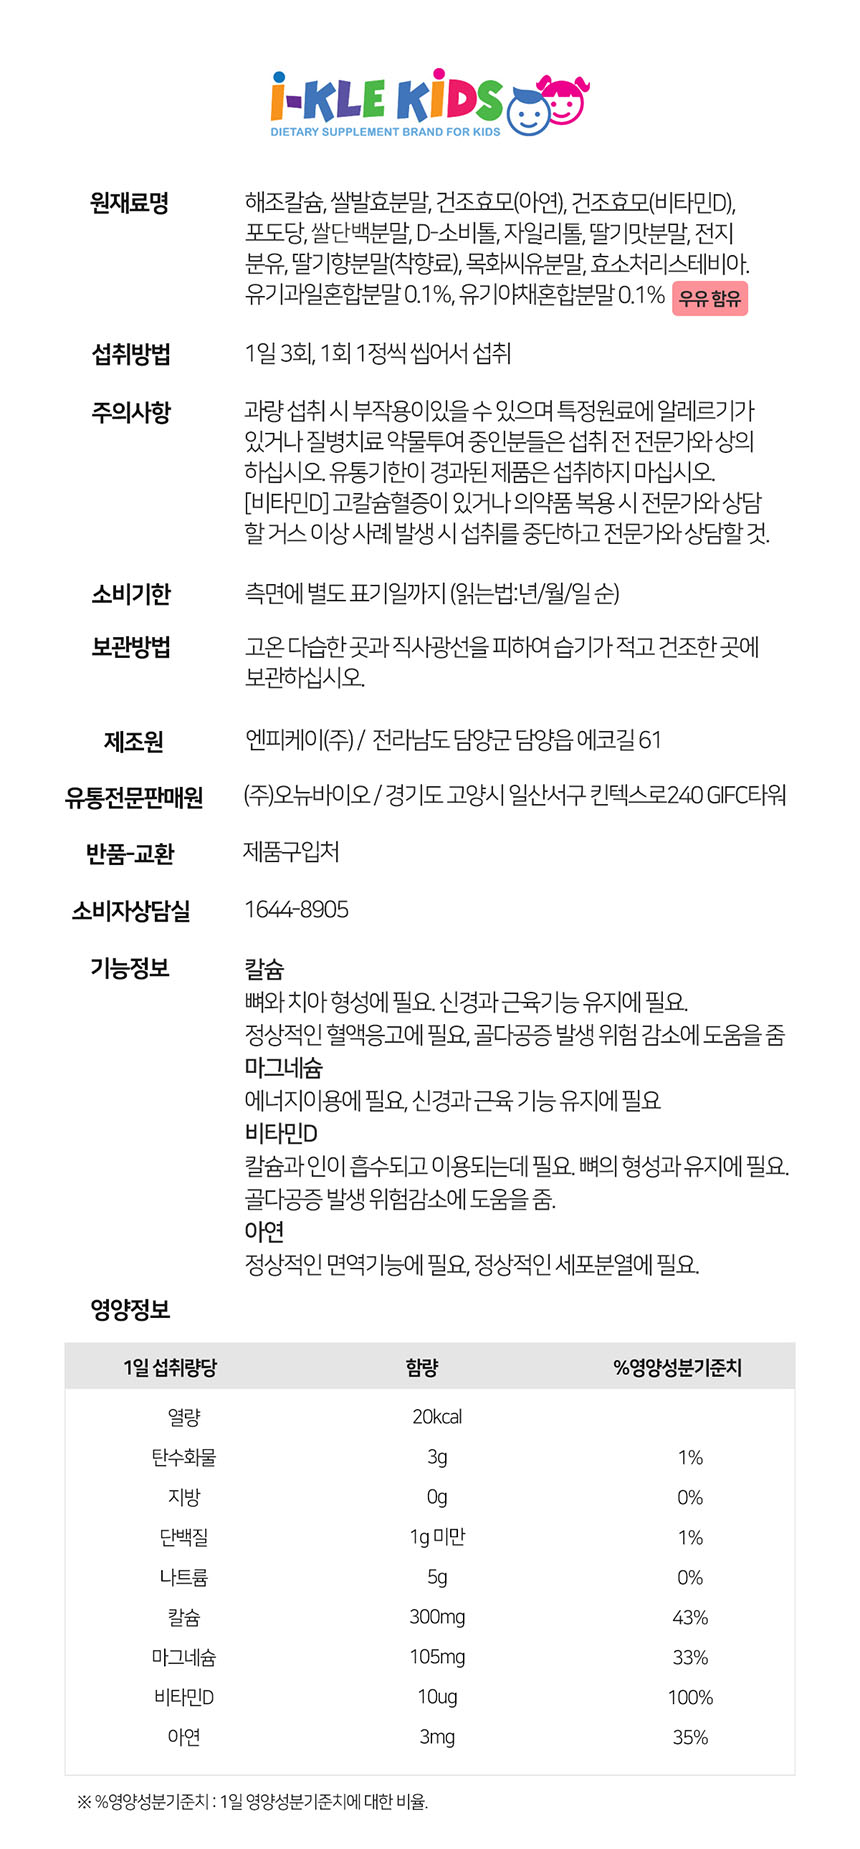 i-KLE KiDS
DIETARY SUPPLEMENT BRAND FOR KIDS
원재료명
해조칼슘, 쌀발효분말, 건조효모(아연), 건조효모(비타민D),
포도당, 쌀단백분말, D-소비톨, 자일리톨, 딸기맛분말, 전지
분유, 딸기향분말(착향료), 목화씨유분말, 효소처리스테비아.
유기과일혼합분말 0.1%, 유기야채혼합분말 0.1% 우유 함유
섭취방법
1일 3회, 1회 1정씩 씹어서 섭취
주의사항
과량 섭취 시 부작용이있을 수 있으며 특정원료에 알레르기가
있거나 질병치료 약물투여 중인분들은 섭취 전 전문가와 상의
하십시오. 유통기한이 경과된 제품은 섭취하지 마십시오.
[비타민D] 고칼슘혈증이 있거나 의약품 복용 시 전문가와 상담
할 거스 이상 사례 발생 시 섭취를 중단하고 전문가와 상담할 것.
소비기한
측면에 별도 표기일까지 (읽는법:년/월/일 순)
보관방법
고온 다습한 곳과 직사광선을 피하여 습기가 적고 건조한 곳에
보관하십시오.
제조원
엔피케이(주) / 전라남도 담양군 담양읍 에코길 61
유통전문판매원
(주)오뉴바이오 / 경기도 고양시 일산서구 킨텍스로240 GIFC타워
반품-교환
제품구입처
소비자상담실
1644-8905
기능정보
칼슘
뼈와 치아 형성에 필요. 신경과 근육기능 유지에 필요.
정상적인 혈액응고에 필요, 골다공증 발생 위험 감소에 도움을 줌
마그네슘
에너지이용에 필요, 신경과 근육 기능 유지에 필요
비타민D
칼슘과 인이 흡수되고 이용되는데 필요. 뼈의 형성과 유지에 필요.
골다공증 발생 위험감소에 도움을 줌.
아연
정상적인 면역기능에 필요, 정상적인 세포분열에 필요.
영양정보
1일 섭취량당 함량 %영양성분기준치
열량 20kcal
탄수화물 3g 1%
지방 0g 0%
단백질 1g 미만 1%
나트륨 5g 0%
칼슘 300mg 43%
마그네슘 105mg 33%
비타민D 10ug 100%
아연 3mg 35%
※ %영양성분기준치 : 1일 영양성분기준치에 대한 비율.